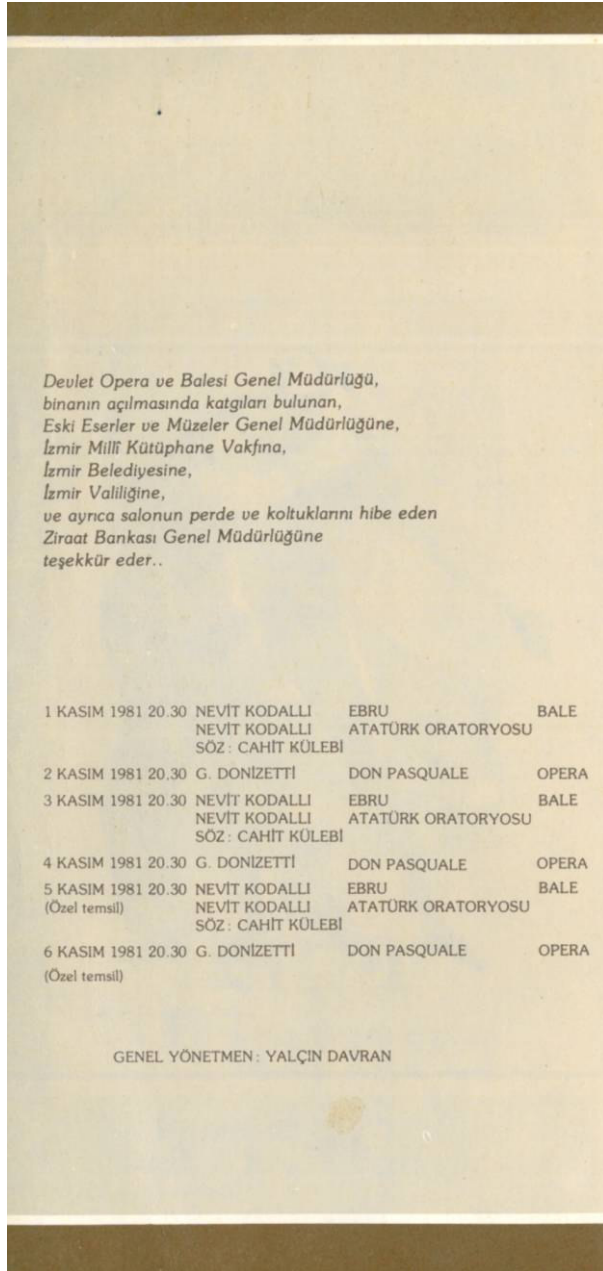 Devlet Opera ve Balesi Genel Müdürlüğü,
binanın açılmasında katgıları bulunan,
Eski Eserler ve Müzeler Genel Müdürlüğüne,
İzmir Millî Kütüphane Vakfına,
İzmir Belediyesine,
İzmir Valiliğine,
ve ayrıca salonun perde ve koltuklarını hibe eden
Ziraat Bankası Genel Müdürlüğüne
teşekkür eder..
1 KASIM 1981 20.30 NEVİT KODALLI EBRU BALE
NEVİT KODALLI ATATÜRK ORATORYOSU
SÖZ : CAHİT KÜLEBİ
2 KASIM 1981 20.30 G. DONİZETTİ DON PASQUALE OPERA
3 KASIM 1981 20.30 NEVİT KODALLI EBRU BALE
NEVİT KODALLI ATATÜRK ORATORYOSU
SÖZ : CAHİT KÜLEBİ
4 KASIM 1981 20.30 G. DONİZETTİ DON PASQUALE OPERA
5 KASIM 1981 20.30 NEVİT KODALLI EBRU BALE
(Özel temsil) NEVİT KODALLI ATATÜRK ORATORYOSU
SÖZ : CAHİT KÜLEBİ
6 KASIM 1981 20.30 G. DONİZETTİ DON PASQUALE OPERA
(Özel temsil)
GENEL YÖNETMEN : YALÇIN DAVRAN